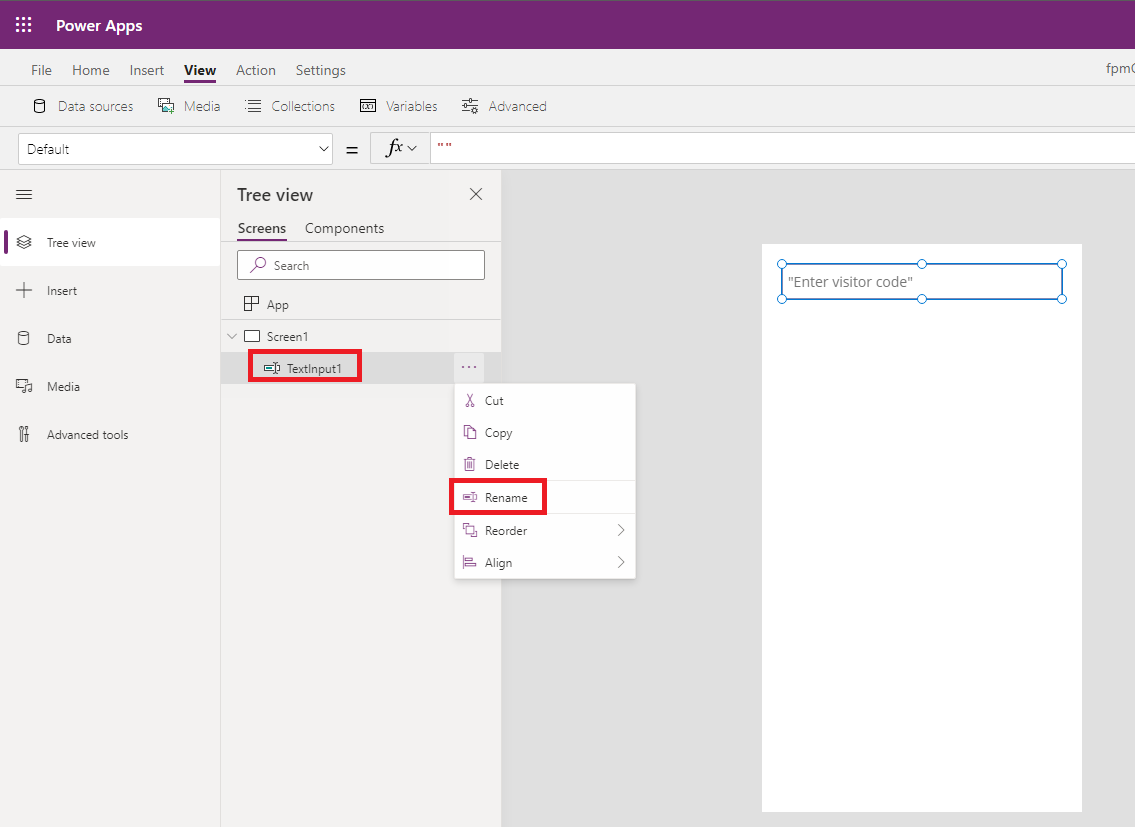 Power Apps
File Home Insert View Action Settings fpm
Data sources Media Collections Variables Advanced
Default = fx ""
Tree view
Screens Components
Search
App
Screen1
TextInput1 ...
Cut
Copy
Delete
Rename
Reorder
Align
Tree view
Insert
Data
Media
Advanced tools
"Enter visitor code"